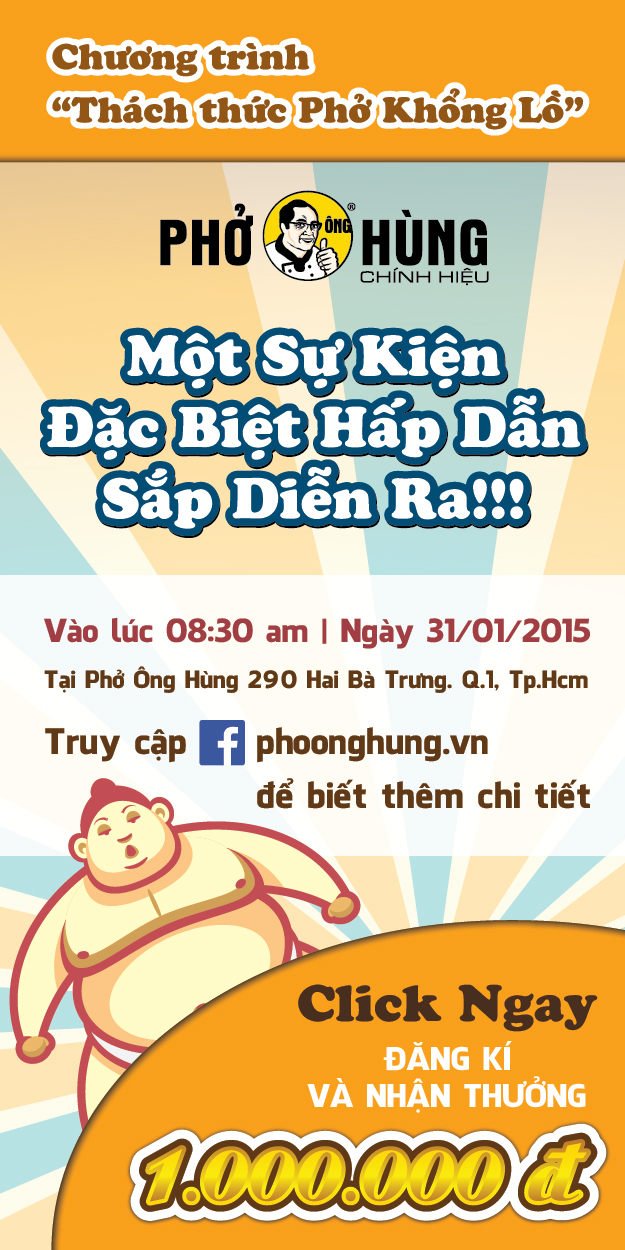 Chương trình
“Thách thức Phở Khổng Lồ”
PHỞ ÔNG® HÙNG
CHÍNH HIỆU
Một Sự Kiện
Đặc Biệt Hấp Dẫn
Sắp Diễn Ra!!!
Vào lúc 08:30 am | Ngày 31/01/2015
Tại Phở Ông Hùng 290 Hai Bà Trưng. Q.1, Tp.Hcm
Truy cập f phoonghung.vn
để biết thêm chi tiết
Click Ngay
ĐĂNG KÍ
VÀ NHẬN THƯỞNG
1.000.000 đ